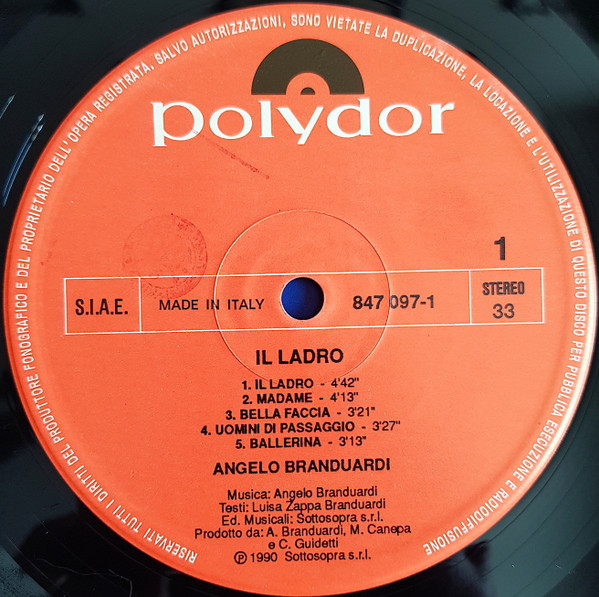 RISERVATI TUTTI I DIRITTI DEL PRODUTTORE FONOGRAFICO E DEL PROPRIETARIO DELL'OPERA REGISTRATA, SALVO AUTORIZZAZIONI, SONO VIETATE LA DUPLICAZIONE, LA LOCAZIONE E L'UTILIZZAZIONE DI QUESTO DISCO PER PUBBLICA ESECUZIONE E RADIODIFFUSIONE
polydor
1
S.I.A.E.
MADE IN ITALY
847 097-1
STEREO
33
IL LADRO
1. IL LADRO - 4'42"
2. MADAME - 4'13"
3. BELLA FACCIA - 3'21"
4. UOMINI DI PASSAGGIO - 3'27"
5. BALLERINA - 3'13"
ANGELO BRANDUARDI
Musica: Angelo Branduardi
Testi: Luisa Zappa Branduardi
Ed. Musicali: Sottosopra s.r.l.
Prodotto da: A. Branduardi, M. Canepa
e C. Guidetti
℗ 1990 Sottosopra s.r.l.